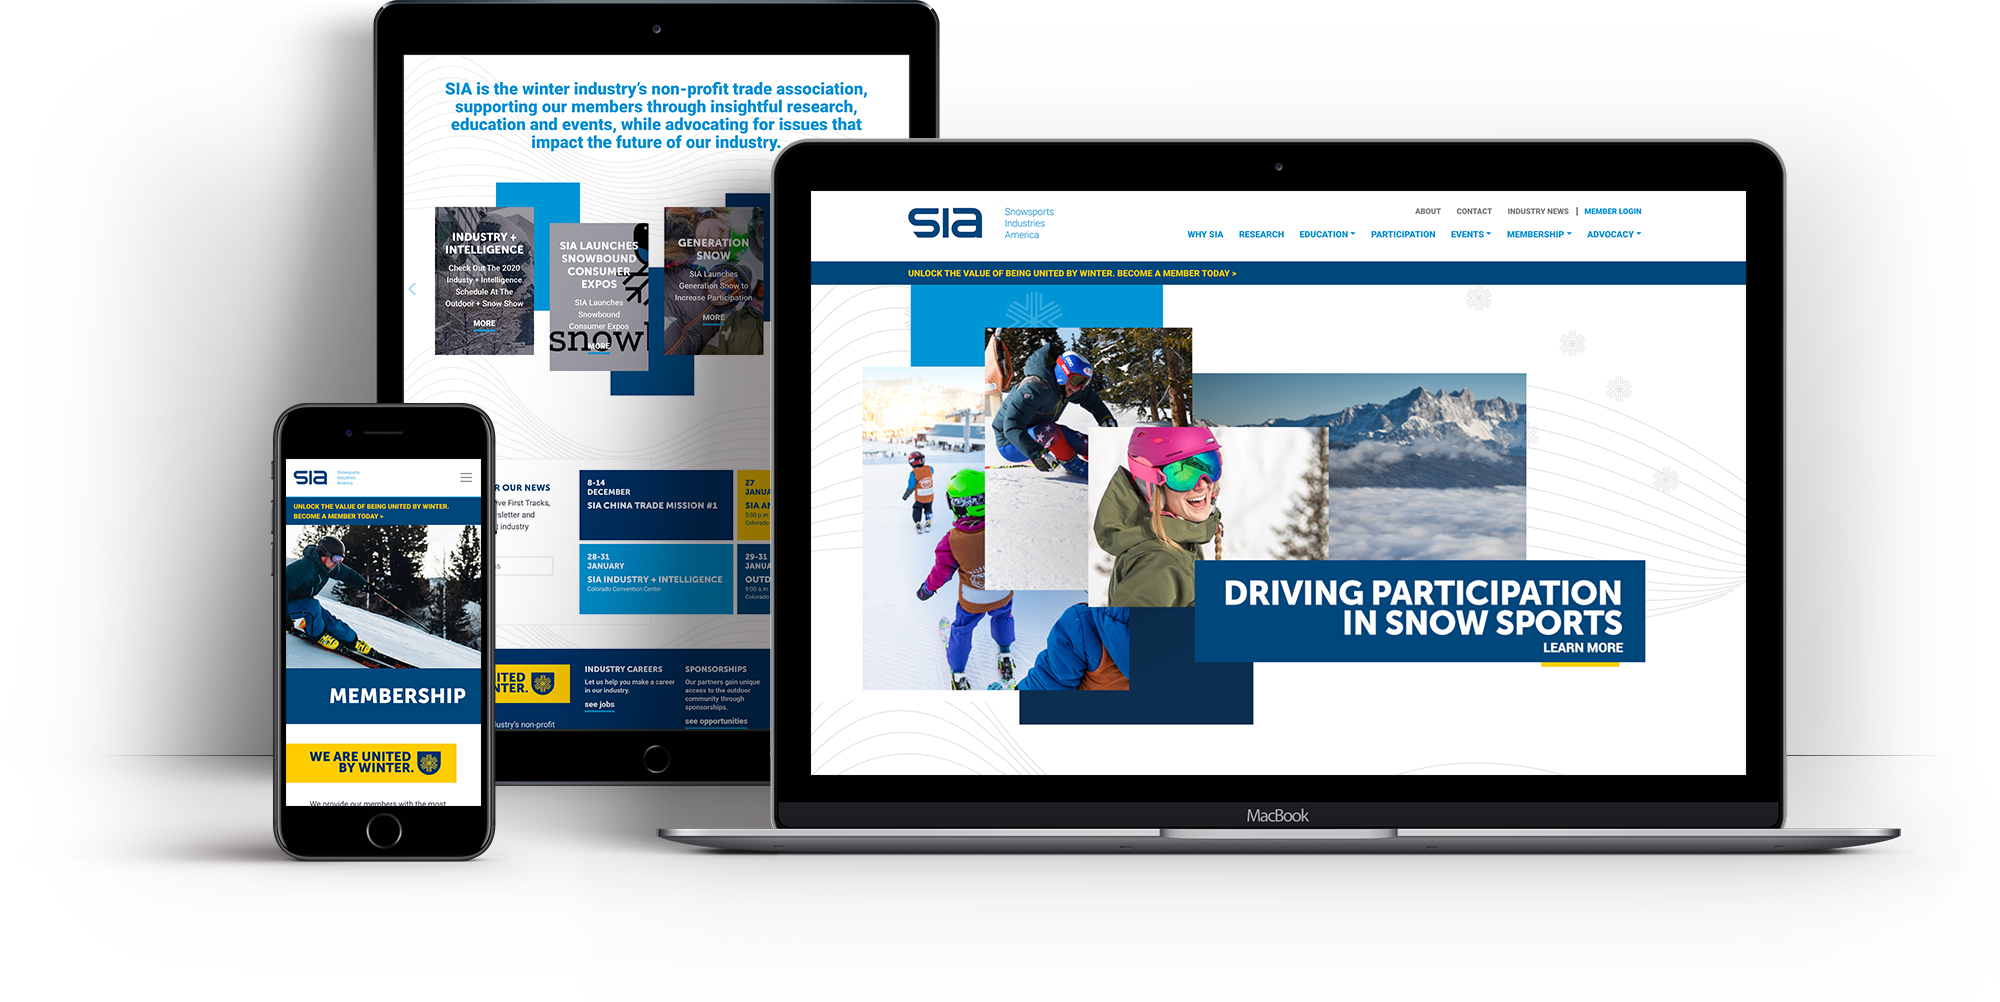 SIA is the winter industry's non-profit trade association,
supporting our members through insightful research,
education and events, while advocating for issues that
impact the future of our industry.
INDUSTRY +
INTELLIGENCE
Check Out The 2020
Industy + Intelligence
Schedule At The
Outdoor + Snow Show
MORE
SIA LAUNCHES
SNOWBOUND
CONSUMER
EXPOS
SIA Launches
Snowbound
Consumer Expos
MORE
snowb
GENERATION
SNOW
SIA Launches
Generation Snow to
Increase Participation
MORE
R OUR NEWS
ve First Tracks,
sletter and
t industry
ss
8-14
DECEMBER
SIA CHINA TRADE MISSION #1
27
JANUA
SIA AN
5:00 p.m.
Colorado
28-31
JANUARY
SIA INDUSTRY + INTELLIGENCE
Colorado Convention Center
29-31
JANUA
OUTD
9:00 a.m.
Colorado
ITED
NTER.
ustry's non-profit
INDUSTRY CAREERS
Let us help you make a career
in our industry.
see jobs
SPONSORSHIPS
Our partners gain unique
access to the outdoor
community through
sponsorships.
see opportunities
sia
Snowsports
Industries
America
UNLOCK THE VALUE OF BEING UNITED BY WINTER.
BECOME A MEMBER TODAY >
MEMBERSHIP
WE ARE UNITED
BY WINTER.
We provide our members with the most
sia
Snowsports
Industries
America
ABOUT CONTACT INDUSTRY NEWS | MEMBER LOGIN
WHY SIA RESEARCH EDUCATION PARTICIPATION EVENTS MEMBERSHIP ADVOCACY
UNLOCK THE VALUE OF BEING UNITED BY WINTER. BECOME A MEMBER TODAY >
DRIVING PARTICIPATION
IN SNOW SPORTS
LEARN MORE
MacBook